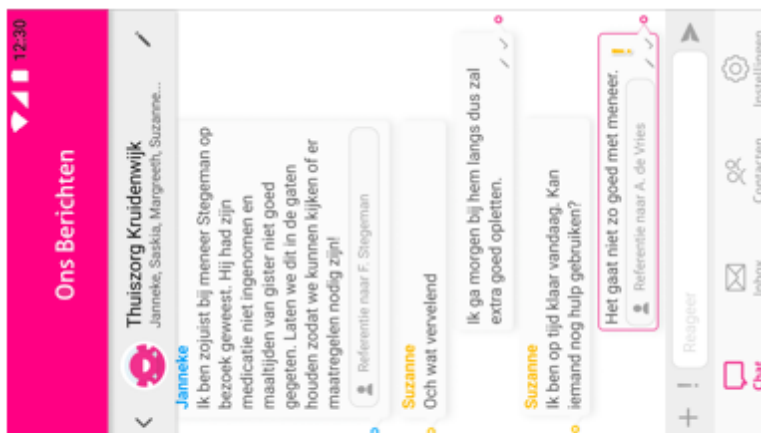 12:30
Ons Berichten
Thuiszorg Kruidenwijk
Janneke, Saskia, Margreeth, Suzanne...
Janneke
Ik ben zojuist bij meneer Stegeman op
bezoek geweest. Hij had zijn
medicatie niet ingenomen en
maaltijden van gister niet goed
gegeten. Laten we dit in de gaten
houden zodat we kunnen kijken of er
maatregelen nodig zijn!
Referentie naar F. Stegeman
Suzanne
Och wat vervelend
Ik ga morgen bij hem langs dus zal
extra goed opletten.
Suzanne
Ik ben op tijd klaar vandaag. Kan
iemand nog hulp gebruiken?
Het gaat niet zo goed met meneer.
Referentie naar A. de Vries
Reageer
Chat
Inbox
Contacten
Instellingen